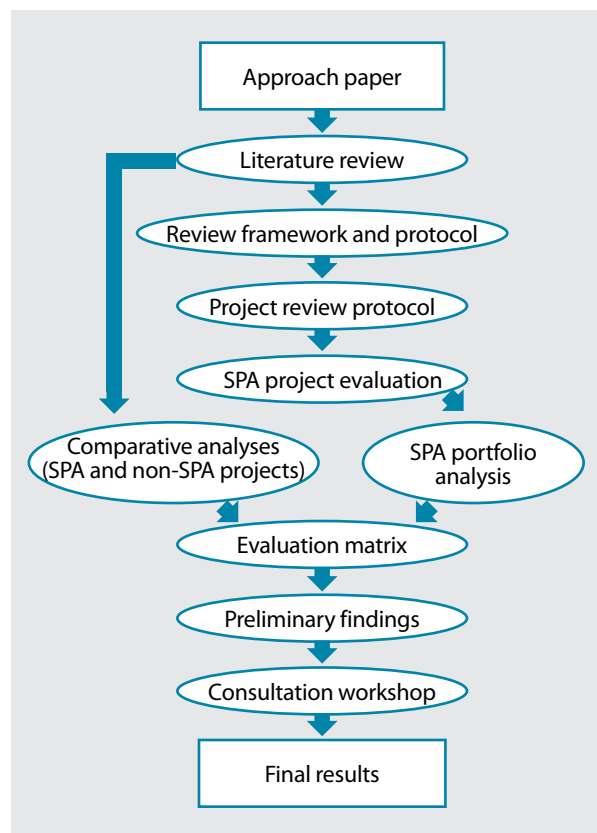 Approach paper
Literature review
Review framework and protocol
Project review protocol
SPA project evaluation
Comparative analyses
(SPA and non-SPA projects)
SPA portfolio
analysis
Evaluation matrix
Preliminary findings
Consultation workshop
Final results